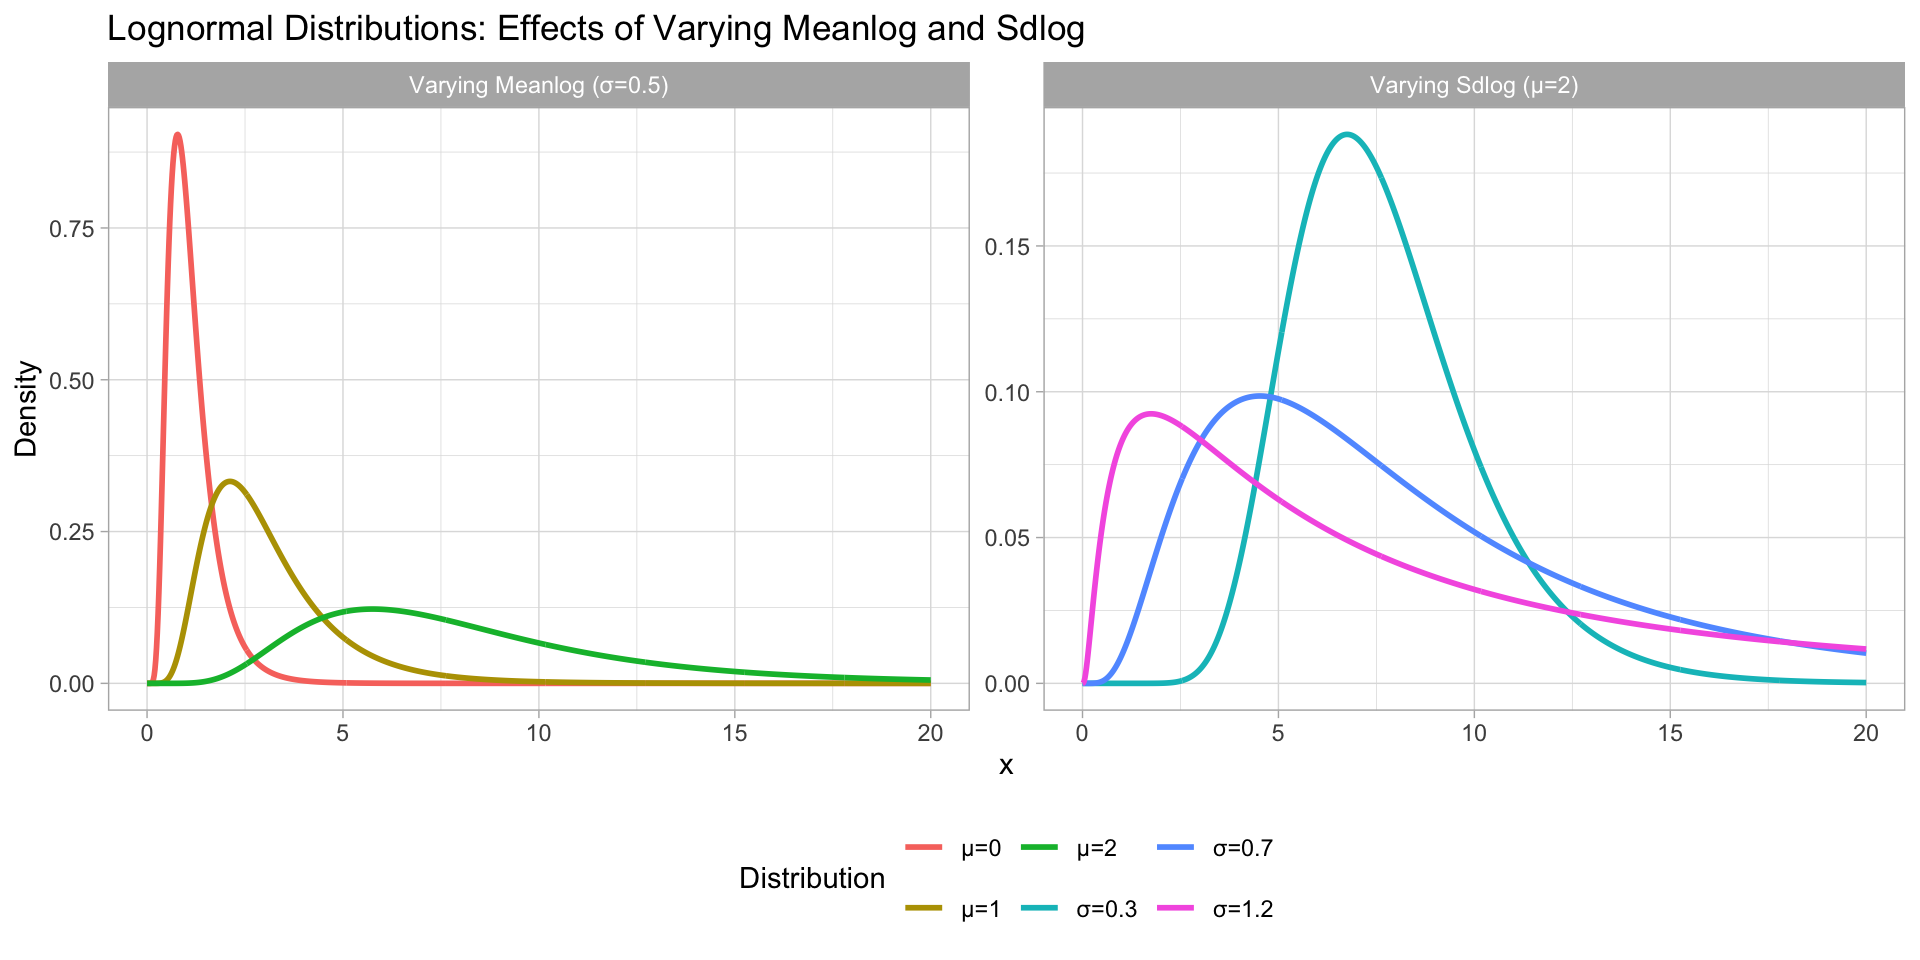 Lognormal Distributions: Effects of Varying Meanlog and Sdlog
Varying Meanlog (σ=0.5)
Varying Sdlog (μ=2)
Density
0.75
0.50
0.25
0.00
0 5 10 15 20
0.15
0.10
0.05
0.00
0 5 10 15 20
x
Distribution
μ=0 μ=2 σ=0.7
μ=1 σ=0.3 σ=1.2